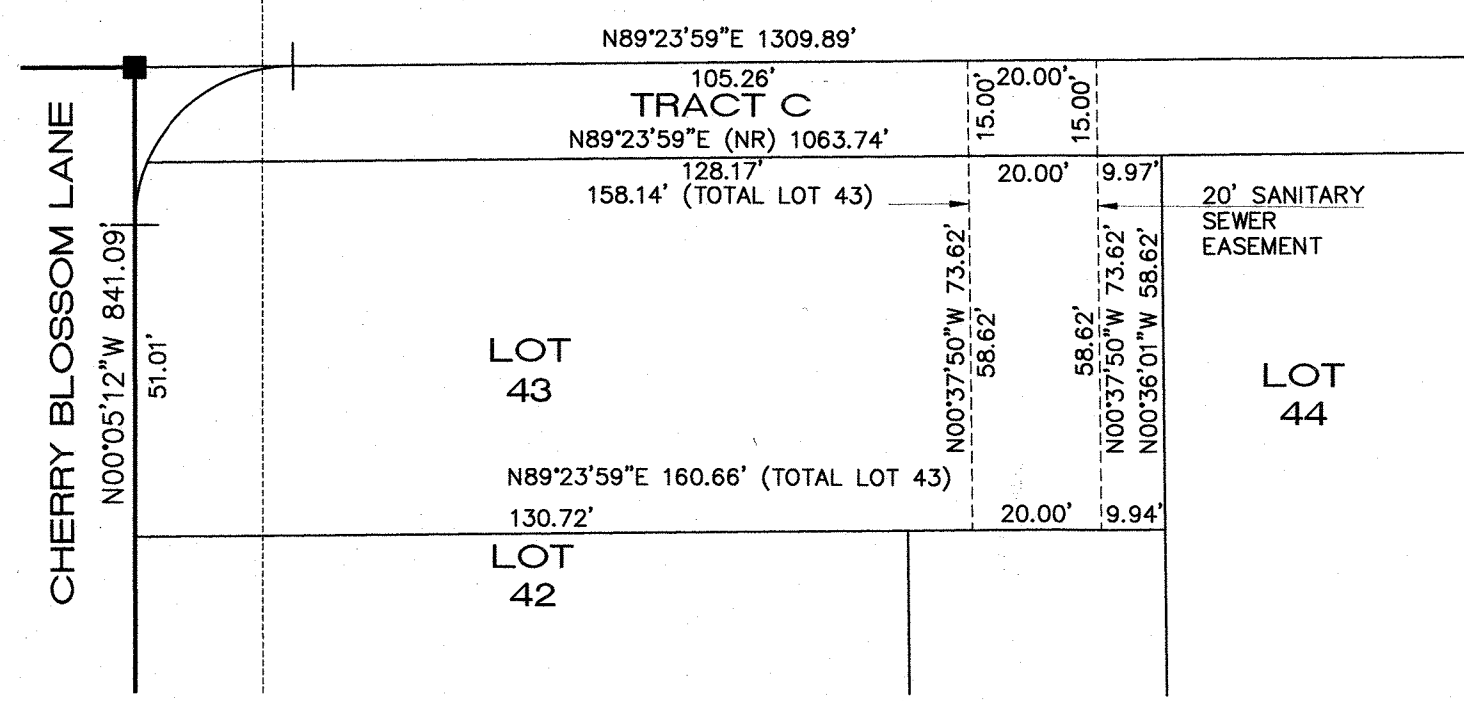 N89°23'59"E 1309.89'
105.26'
20.00'
TRACT C
15.00'
15.00'
N89°23'59"E (NR) 1063.74'
128.17'
20.00'
9.97'
158.14' (TOTAL LOT 43)
20' SANITARY
SEWER
EASEMENT
CHERRY BLOSSOM LANE
N00°05'12"W 841.09'
51.01'
LOT
43
N00°37'50"W 73.62'
58.62'
58.62'
N00°37'50"W 73.62'
N00°36'01"W 58.62'
LOT
44
N89°23'59"E 160.66' (TOTAL LOT 43)
130.72'
20.00'
9.94'
LOT
42